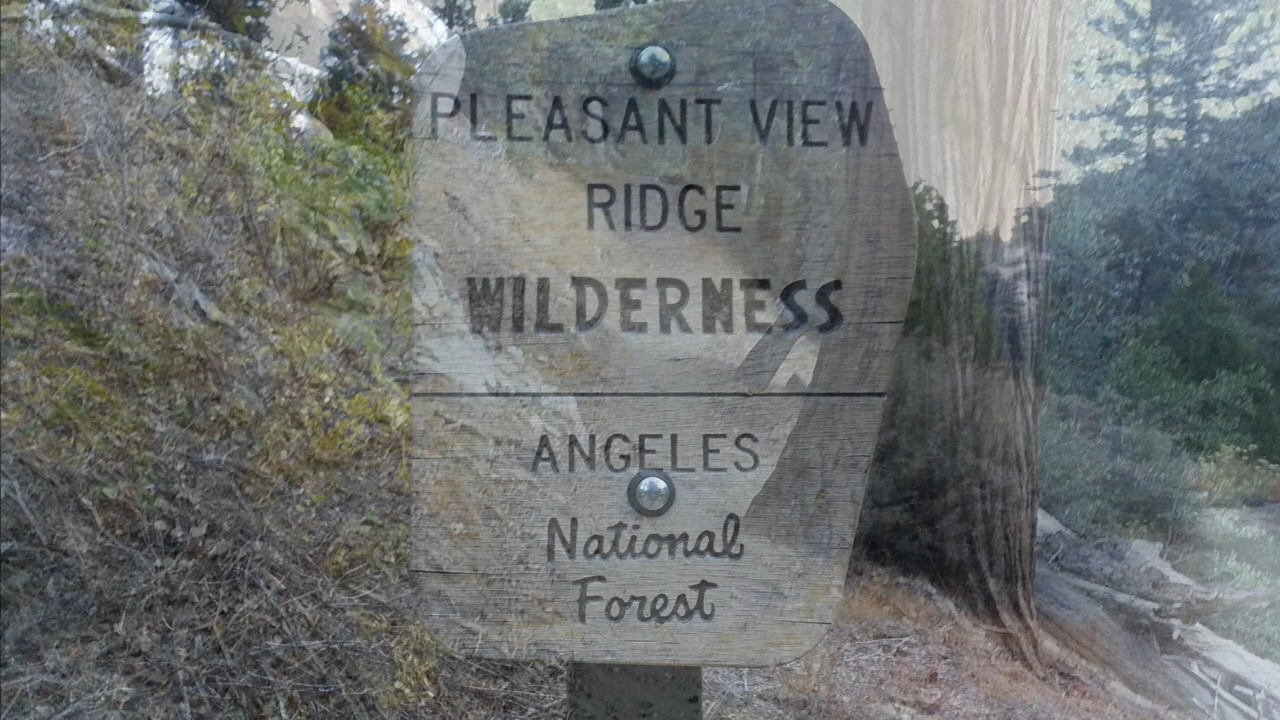 PLEASANT VIEW
RIDGE
WILDERNESS
ANGELES
National
Forest